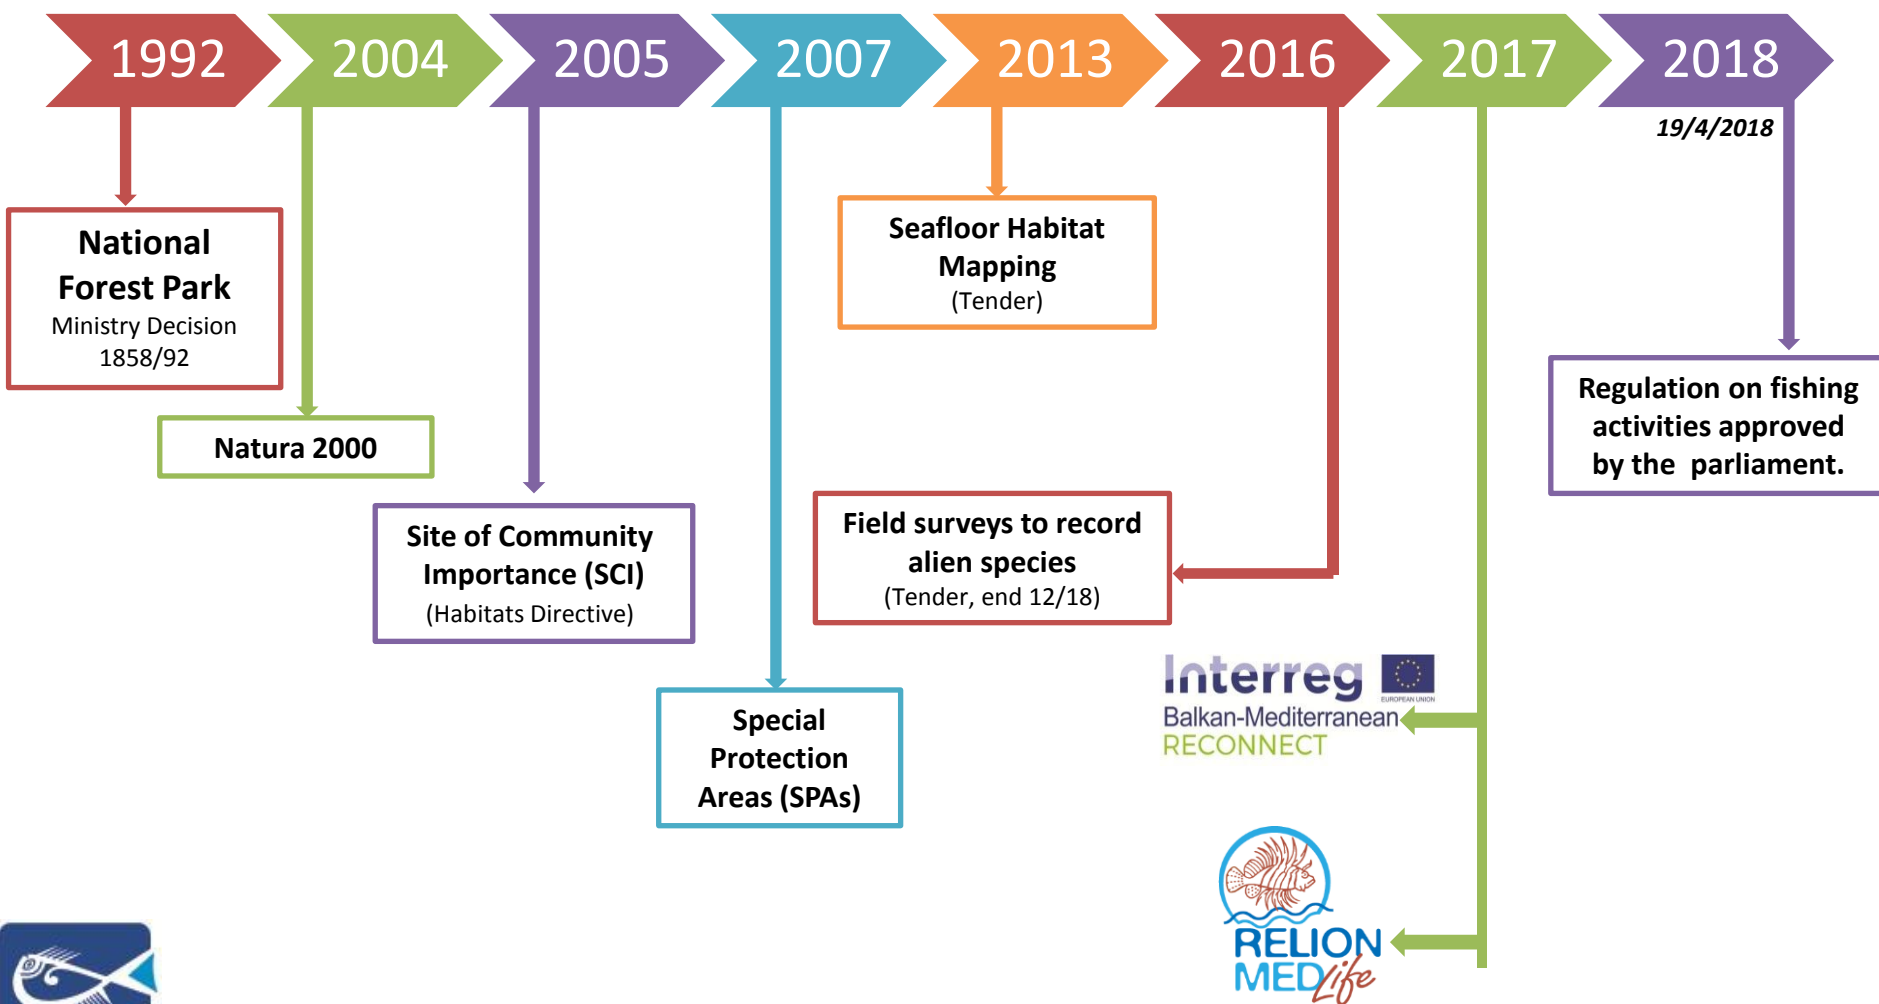 1992
2004
2005
2007
2013
2016
2017
2018
19/4/2018
National
Forest Park
Ministry Decision
1858/92
Natura 2000
Site of Community
Importance (SCI)
(Habitats Directive)
Special
Protection
Areas (SPAs)
Seafloor Habitat
Mapping
(Tender)
Field surveys to record
alien species
(Tender, end 12/18)
Interreg
EUROPEAN UNION
Balkan-Mediterranean
RECONNECT
RELION
MED Life
Regulation on fishing
activities approved
by the parliament.